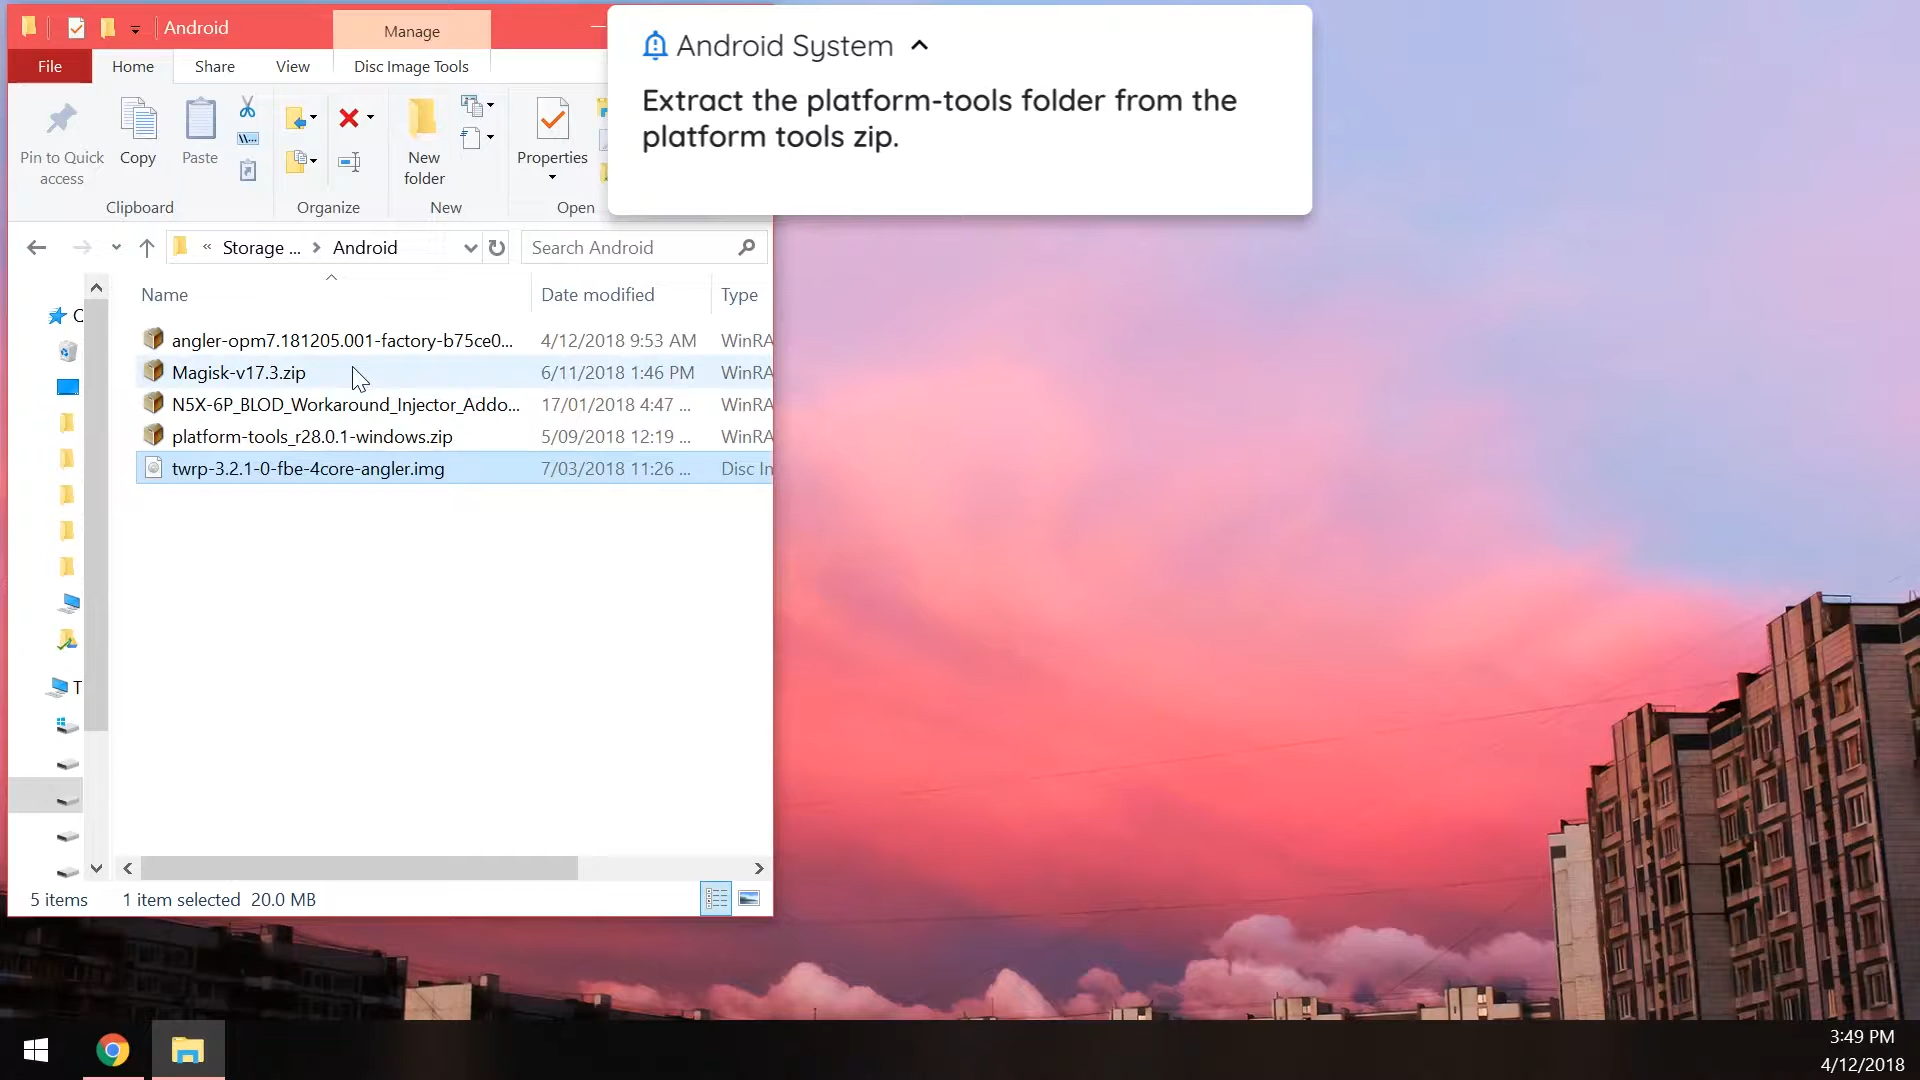 Android
Manage
File
Home
Share
View
Disc Image Tools
Pin to Quick
access
Copy
Paste
New
folder
Properties
Clipboard
Organize
New
Open
Android System
Extract the platform-tools folder from the
platform tools zip.
« Storage ... > Android
Search Android
Name
Date modified
Type
angler-opm7.181205.001-factory-b75ce0... 4/12/2018 9:53 AM WinRA
Magisk-v17.3.zip 6/11/2018 1:46 PM WinRA
N5X-6P_BLOD_Workaround_Injector_Addo... 17/01/2018 4:47 ... WinRA
platform-tools_r28.0.1-windows.zip 5/09/2018 12:19 ... WinRA
twrp-3.2.1-0-fbe-4core-angler.img 7/03/2018 11:26 ... Disc In
T
5 items
1 item selected 20.0 MB
3:49 PM
4/12/2018